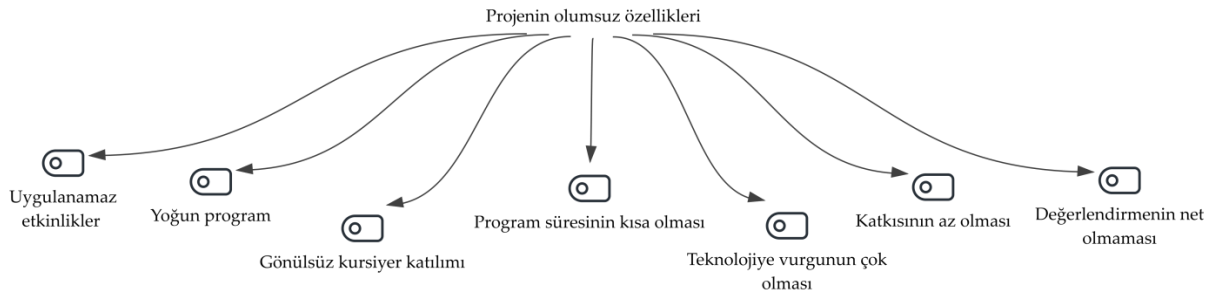 Projenin olumsuz özellikleri
Uygulanamaz
etkinlikler
Yoğun program
Gönülsüz kursiyer katılımı
Program süresinin kısa olması
Teknolojiye vurgunun çok
olması
Katkısının az olması
Değerlendirmenin net
olmaması